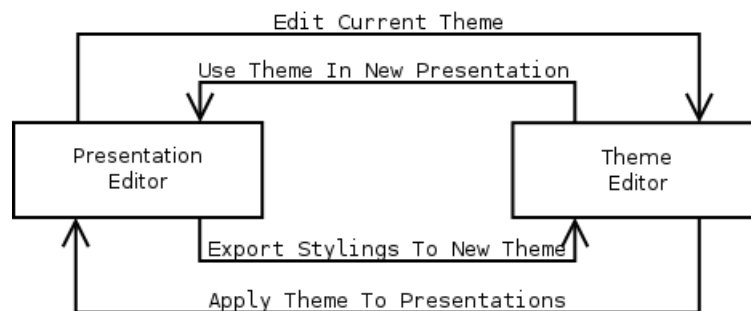 Edit Current Theme
Use Theme In New Presentation
Presentation
Editor
Theme
Editor
Export Stylings To New Theme
Apply Theme To Presentations